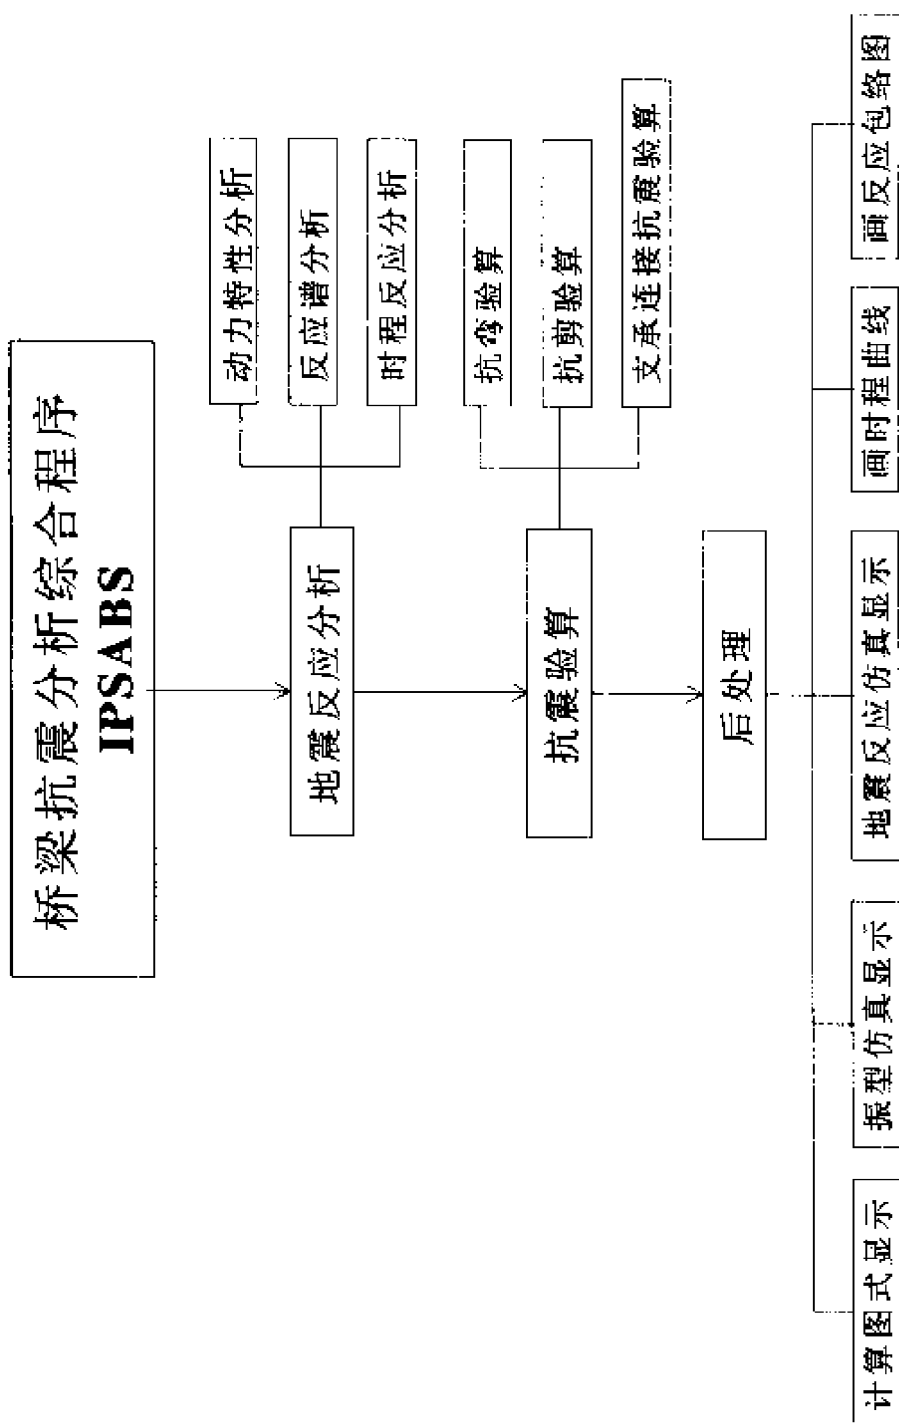 桥梁抗震分析综合程序
IPSABS
地震反应分析
动力特性分析
反应谱分析
时程反应分析
抗震验算
抗弯验算
抗剪验算
支承连接抗震验算
后处理
计算图式显示
振型仿真显示
地震反应仿真显示
画时程曲线
画反应包络图